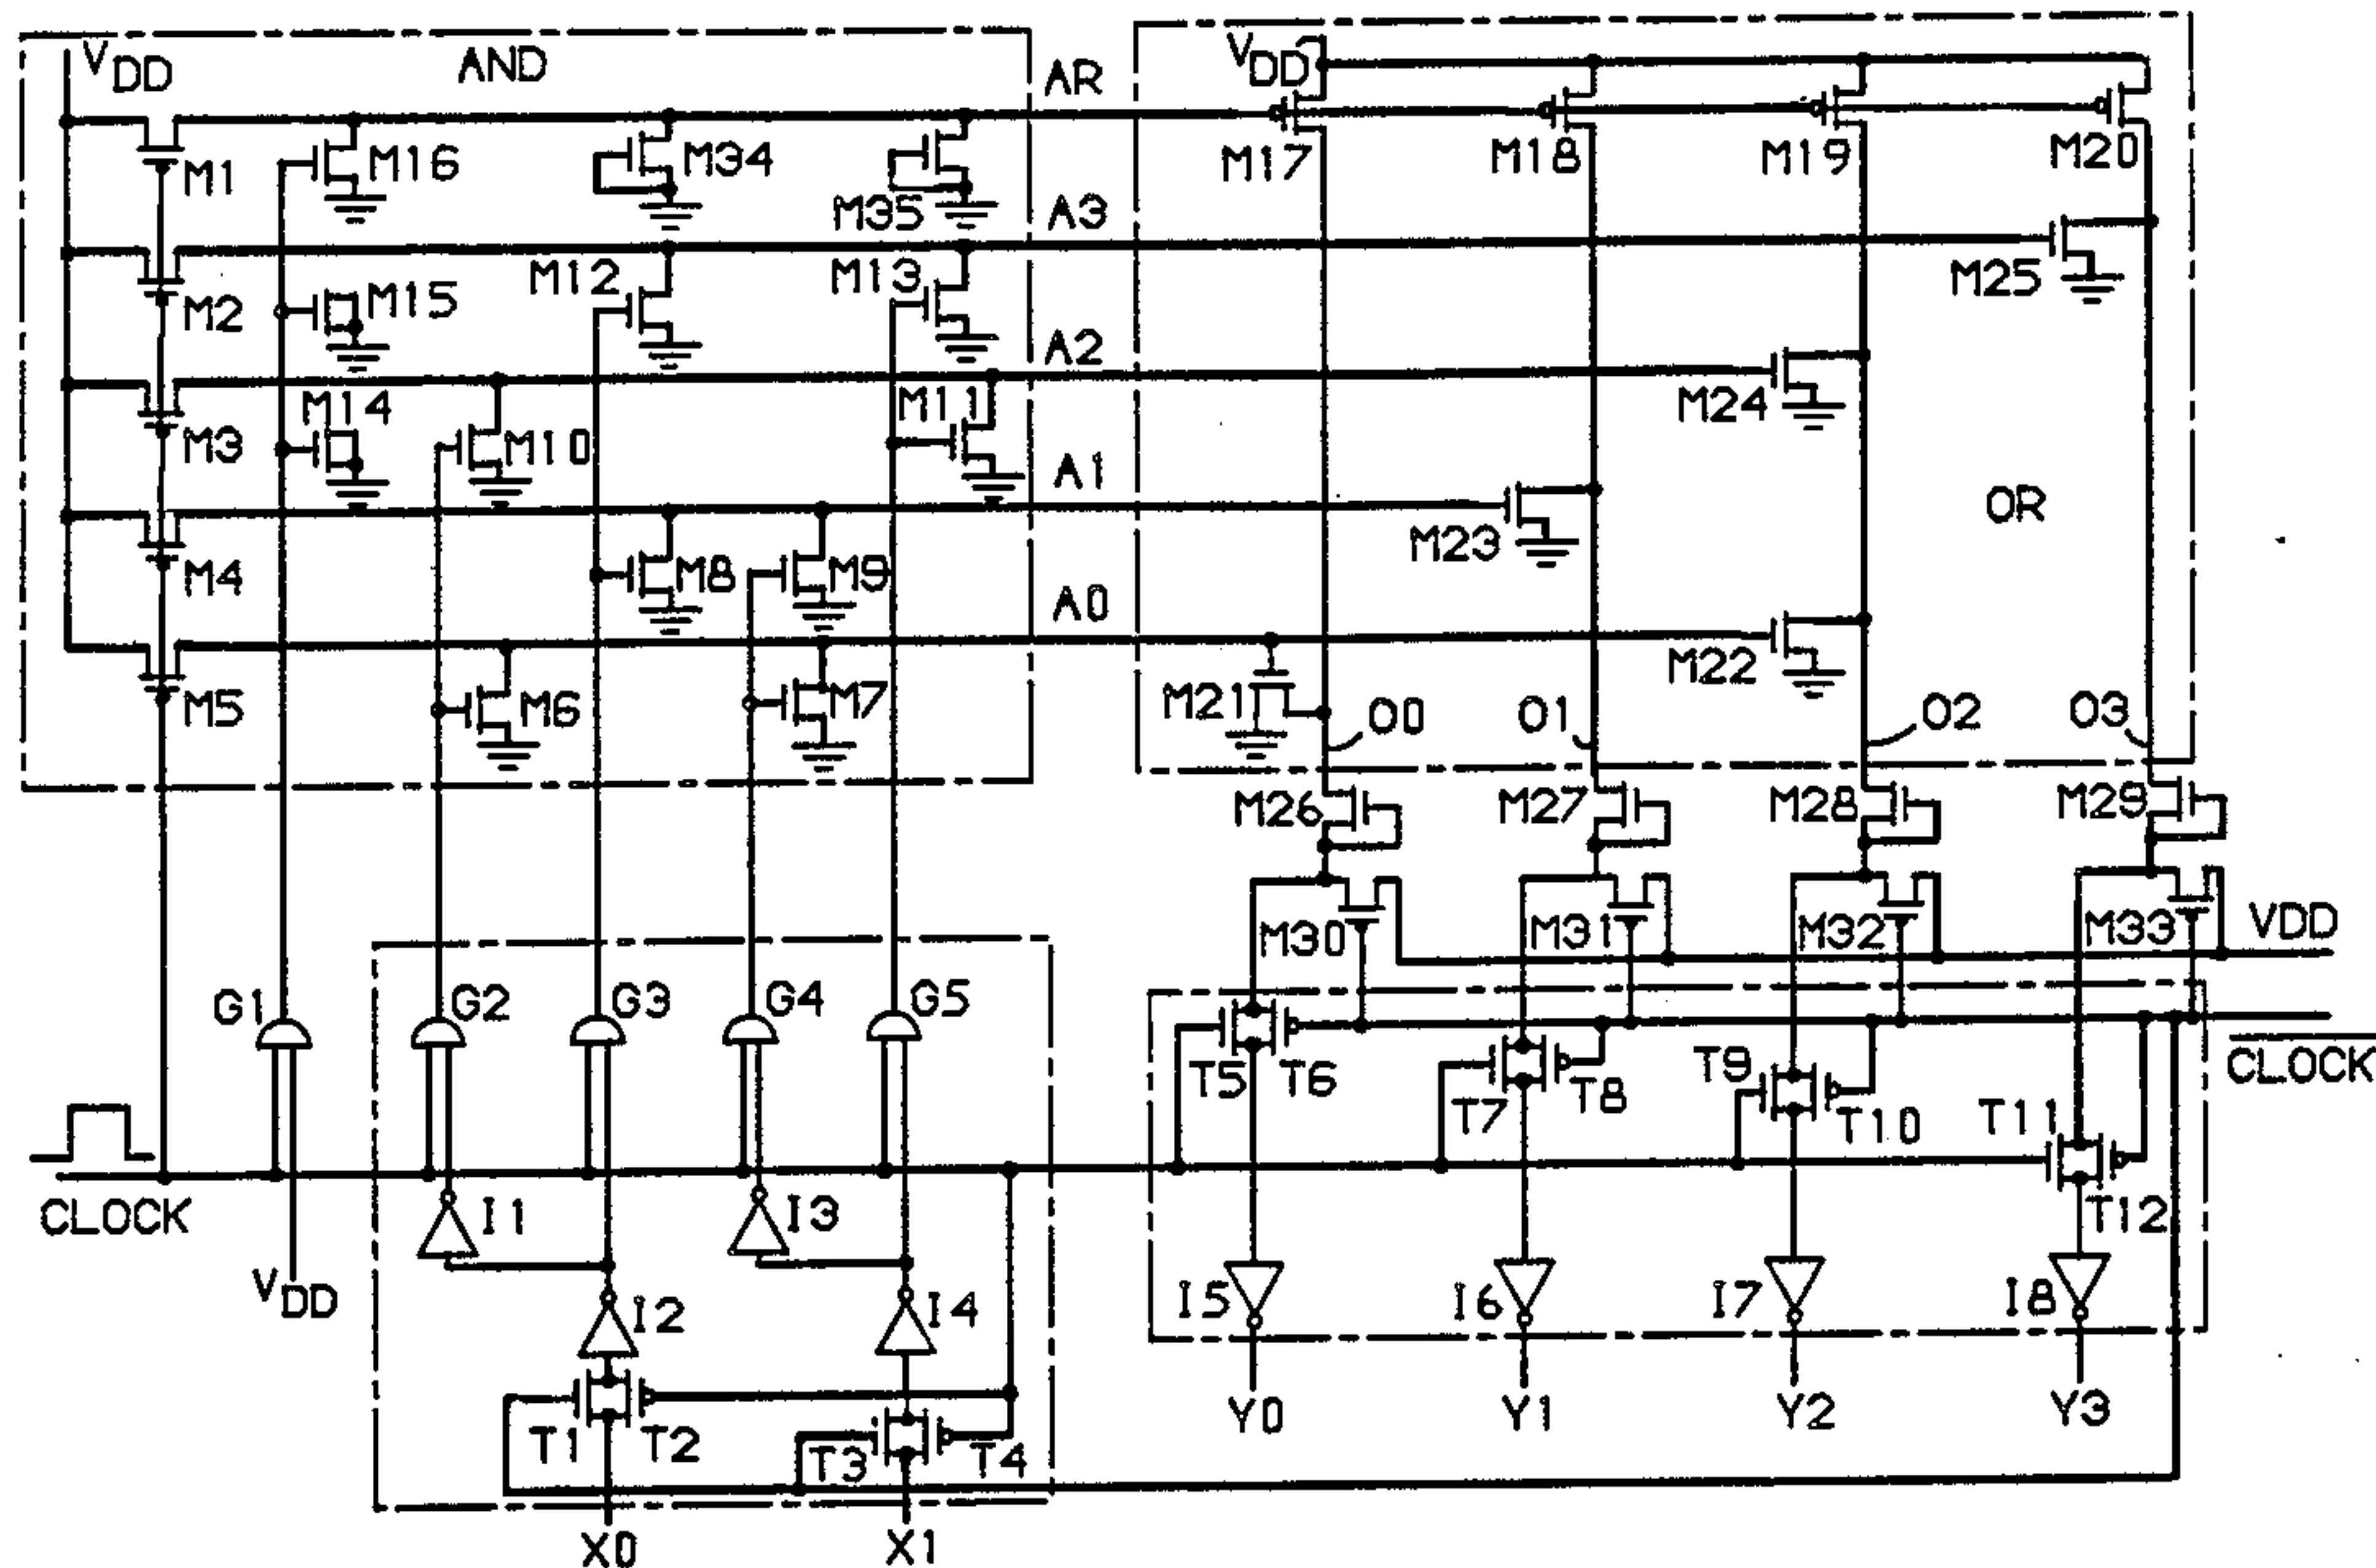 VDD
AND
AR
VDD
M1
M16
M34
M35
M17
M18
M19
M20
A3
M2
M15
M12
M13
M25
A2
M3
M14
M10
M11
M24
A1
OR
M4
M8
M9
M23
A0
M5
M6
M7
M21
M22
O0
O1
O2
O3
M26
M27
M28
M29
M30
M31
M32
M33
VDD
G1
G2
G3
G4
G5
T5
T6
T7
T8
T9
T10
T11
T12
CLOCK
CLOCK
VDD
I1
I3
I2
I4
I5
I6
I7
I8
T1
T2
T3
T4
Y0
Y1
Y2
Y3
X0
X1